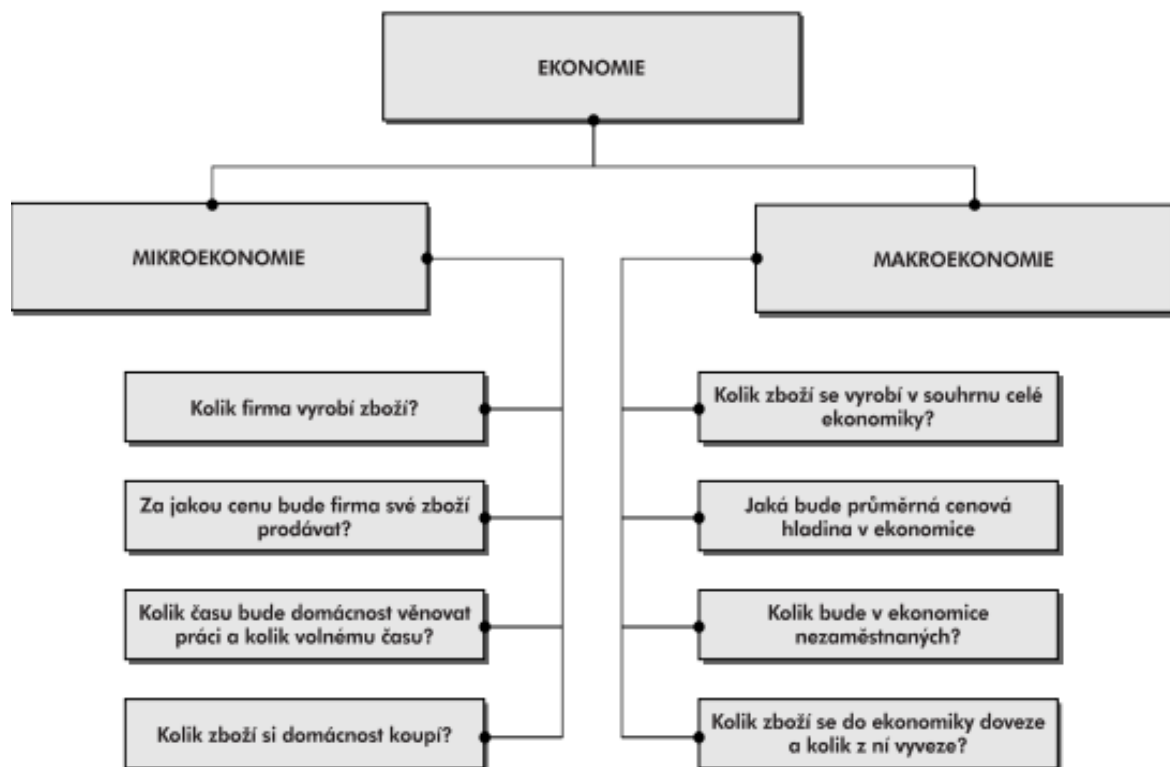 EKONOMIE
MIKROEKONOMIE
Kolik firma vyrobí zboží?
Za jakou cenu bude firma své zboží
prodávat?
Kolik času bude domácnost věnovat
práci a kolik volnému času?
Kolik zboží si domácnost koupí?
MAKROEKONOMIE
Kolik zboží se vyrobí v souhrnu celé
ekonomiky?
Jaká bude průměrná cenová
hladina v ekonomice
Kolik bude v ekonomice
nezaměstnaných?
Kolik zboží se do ekonomiky doveze
a kolik z ní vyveze?